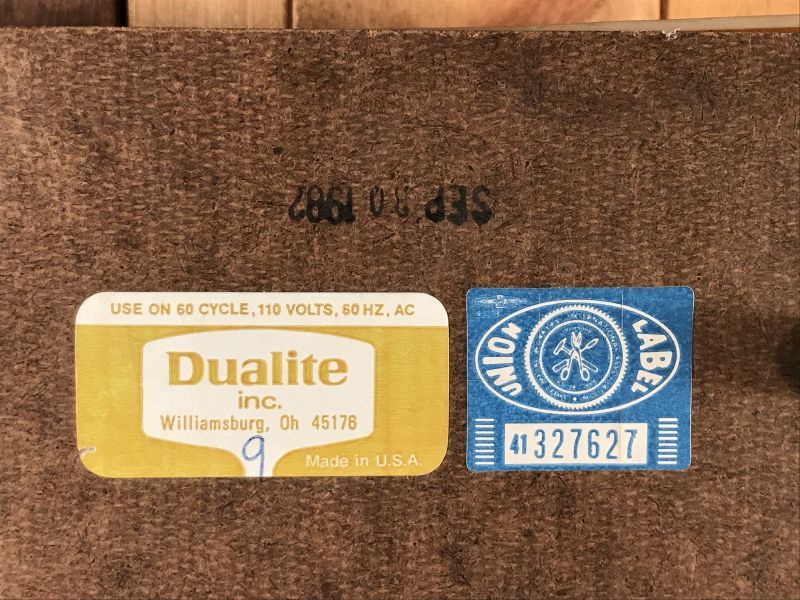 SEP 30 1982
USE ON 60 CYCLE, 110 VOLTS, 60 HZ, AC
Dualite
inc.
Williamsburg, Oh 45176
9
Made in U.S.A.
UNION LABEL
41 327627